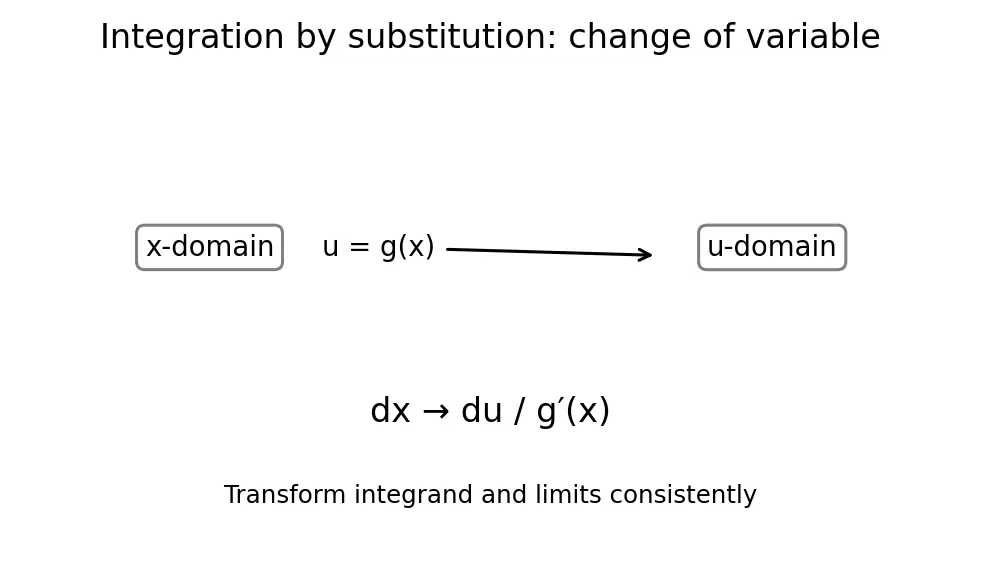 Integration by substitution: change of variable
x-domain u = g(x) u-domain
dx → du / g′(x)
Transform integrand and limits consistently